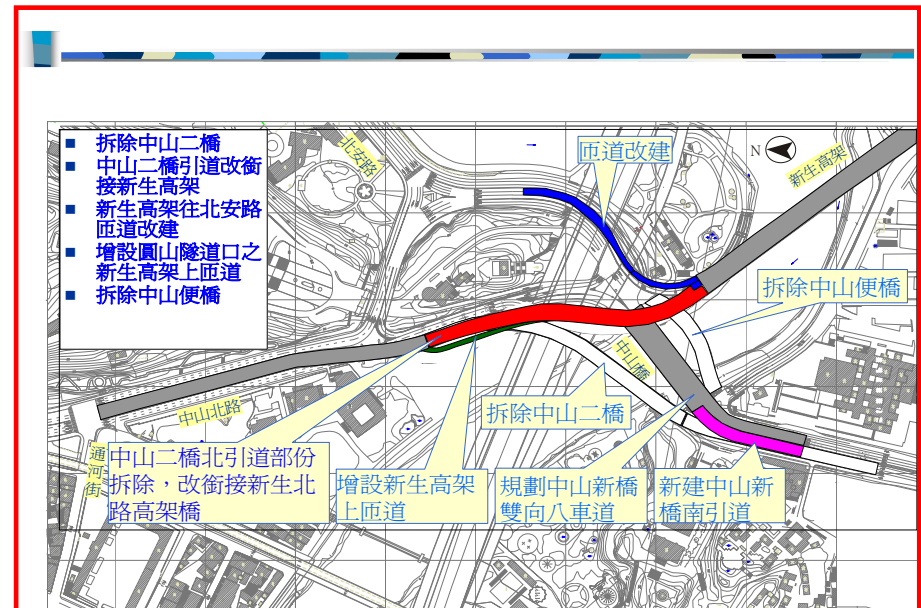 拆除中山二橋
中山二橋引道改銜
接新生高架
新生高架往北安路
匝道改建
增設圓山隧道口之
新生高架上匝道
拆除中山便橋
北安路
匝道改建
N
新生高架
拆除中山便橋
中山橋
拆除中山二橋
中山北路
通河街
中山二橋北引道部份
拆除，改銜接新生北
路高架橋
增設新生高架
上匝道
規劃中山新橋
雙向八車道
新建中山新
橋南引道